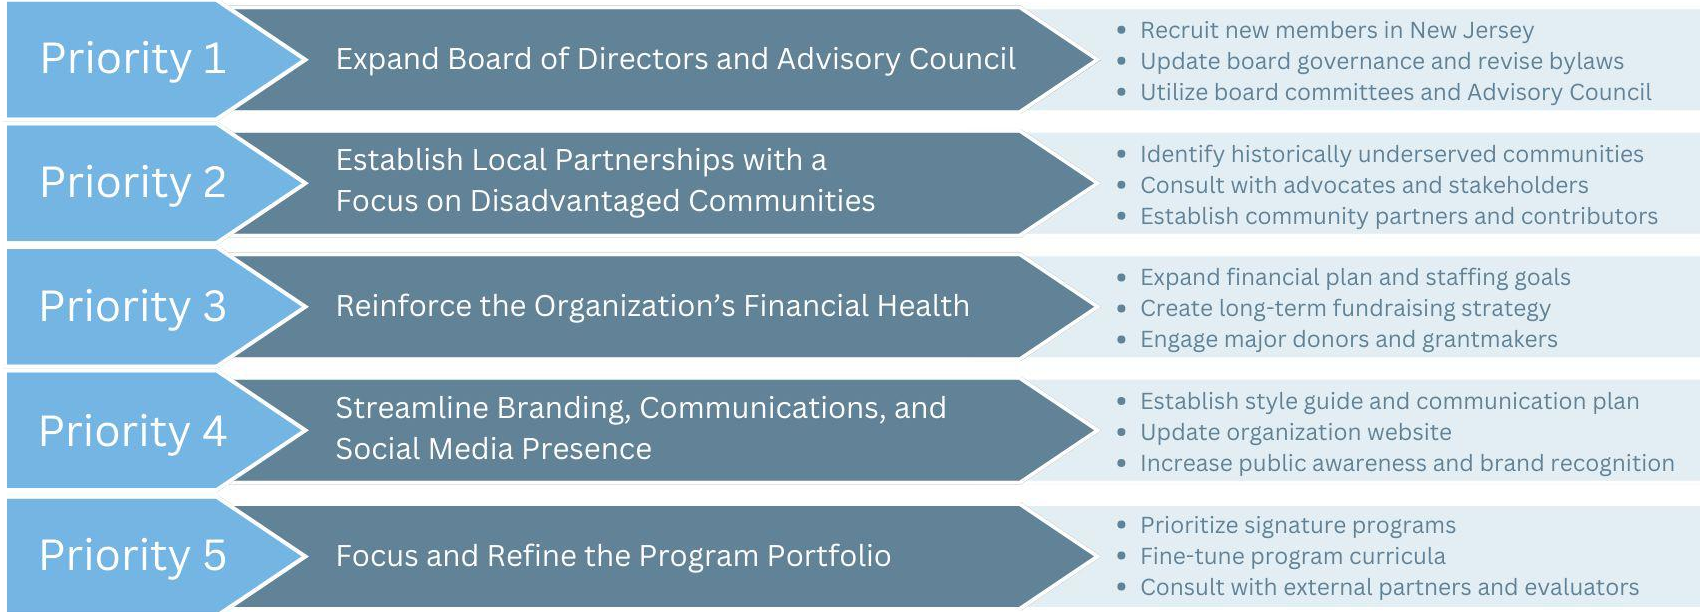 Priority 1
Expand Board of Directors and Advisory Council
• Recruit new members in New Jersey
• Update board governance and revise bylaws
• Utilize board committees and Advisory Council
Priority 2
Establish Local Partnerships with a
Focus on Disadvantaged Communities
• Identify historically underserved communities
• Consult with advocates and stakeholders
• Establish community partners and contributors
Priority 3
Reinforce the Organization’s Financial Health
• Expand financial plan and staffing goals
• Create long-term fundraising strategy
• Engage major donors and grantmakers
Priority 4
Streamline Branding, Communications, and
Social Media Presence
• Establish style guide and communication plan
• Update organization website
• Increase public awareness and brand recognition
Priority 5
Focus and Refine the Program Portfolio
• Prioritize signature programs
• Fine-tune program curricula
• Consult with external partners and evaluators